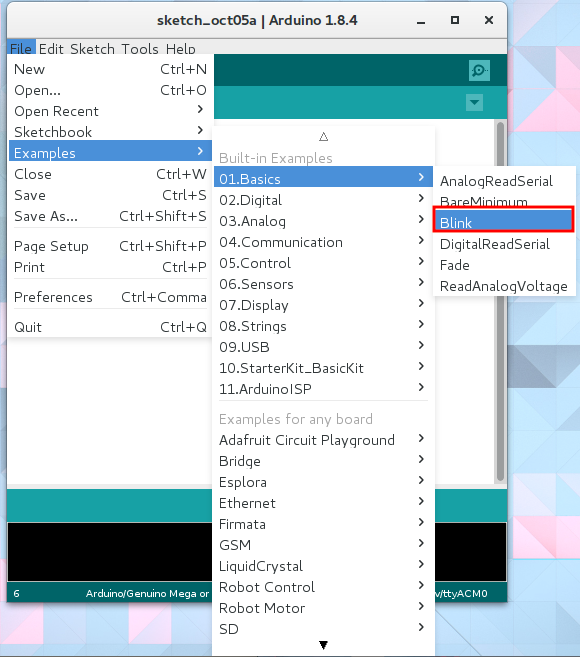 sketch_oct05a | Arduino 1.8.4
File Edit Sketch Tools Help
New Ctrl+N
Open... Ctrl+O
Open Recent
Sketchbook
Examples
Close Ctrl+W
Save Ctrl+S
Save As... Ctrl+Shift+S
Page Setup Ctrl+Shift+P
Print Ctrl+P
Preferences Ctrl+Comma
Quit Ctrl+Q
Built-in Examples
01.Basics
02.Digital
03.Analog
04.Communication
05.Control
06.Sensors
07.Display
08.Strings
09.USB
10.StarterKit_BasicKit
11.ArduinoISP
Examples for any board
Adafruit Circuit Playground
Bridge
Esplora
Ethernet
Firmata
GSM
LiquidCrystal
Robot Control
Robot Motor
SD
AnalogReadSerial
BareMinimum
Blink
DigitalReadSerial
Fade
ReadAnalogVoltage
6 Arduino/Genuino Mega or v/ttyACM0